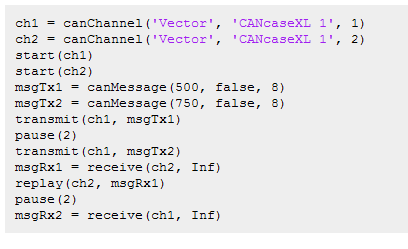 ch1 = canChannel('Vector', 'CANcaseXL 1', 1)
ch2 = canChannel('Vector', 'CANcaseXL 1', 2)
start(ch1)
start(ch2)
msgTx1 = canMessage(500, false, 8)
msgTx2 = canMessage(750, false, 8)
transmit(ch1, msgTx1)
pause(2)
transmit(ch1, msgTx2)
msgRx1 = receive(ch2, Inf)
replay(ch2, msgRx1)
pause(2)
msgRx2 = receive(ch1, Inf)